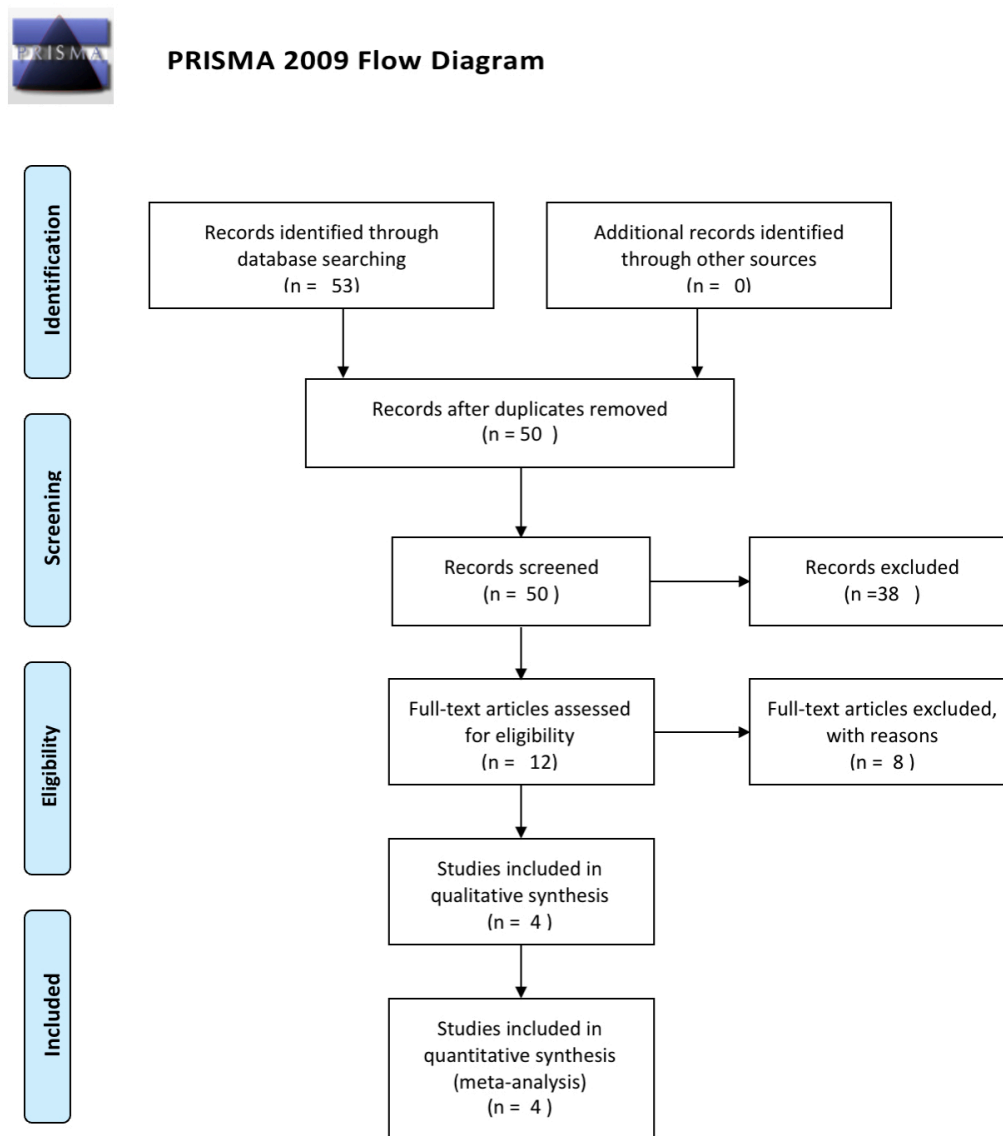 PRISMA
PRISMA 2009 Flow Diagram
Identification
Records identified through
database searching
(n = 53)
Additional records identified
through other sources
(n = 0)
Records after duplicates removed
(n = 50 )
Screening
Records screened
(n = 50 )
Records excluded
(n =38 )
Eligibility
Full-text articles assessed
for eligibility
(n = 12)
Full-text articles excluded,
with reasons
(n = 8 )
Studies included in
qualitative synthesis
(n = 4 )
Included
Studies included in
quantitative synthesis
(meta-analysis)
(n = 4 )